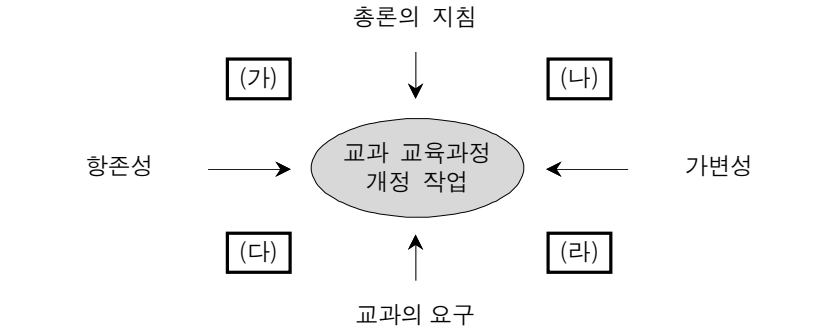 총론의 지침
(가)
(나)
항존성
교과 교육과정
개정 작업
가변성
(다)
(라)
교과의 요구